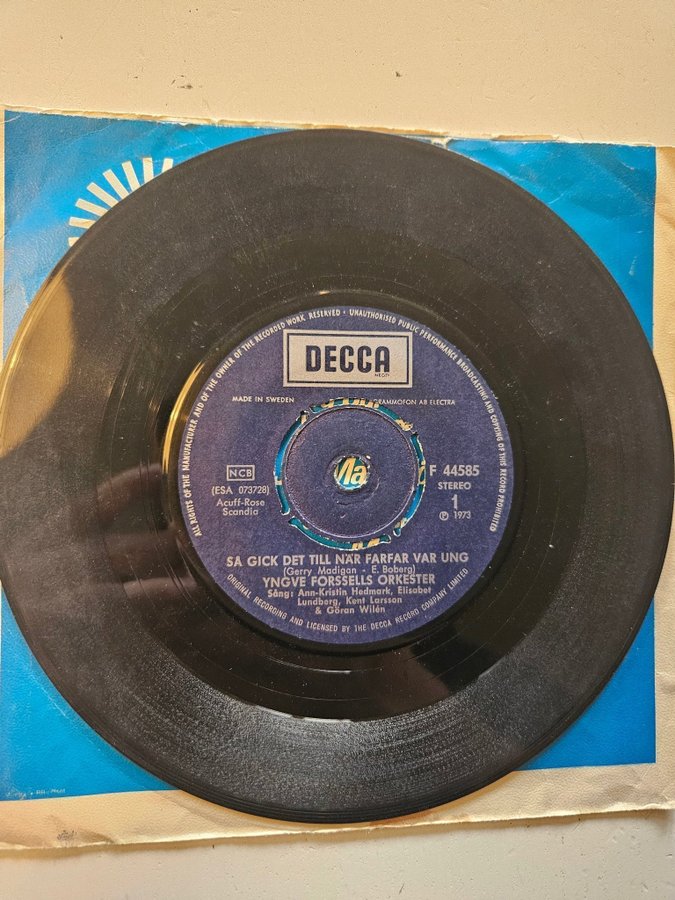 ALL RIGHTS OF THE MANUFACTURER AND OF THE OWNER OF THE RECORDED WORK RESERVED · UNAUTHORISED PUBLIC PERFORMANCE BROADCASTING AND COPYING OF THIS RECORD PROHIBITED
DECCA
MADE IN SWEDEN
GRAMMOFON AB ELECTRA
Ma
NCB
(ESA 073728)
Acuff-Rose
Scandia
F 44585
STEREO
1
Ⓟ 1973
SÅ GICK DET TILL NÄR FARFAR VAR UNG
(Gerry Madigan - E. Boberg)
YNGVE FORSSELLS ORKESTER
Sång: Ann-Kristin Hedmark, Elisabet
Lundberg, Kent Larsson
& Göran Wilén
ORIGINAL RECORDING AND LICENSED BY THE DECCA RECORD COMPANY LIMITED